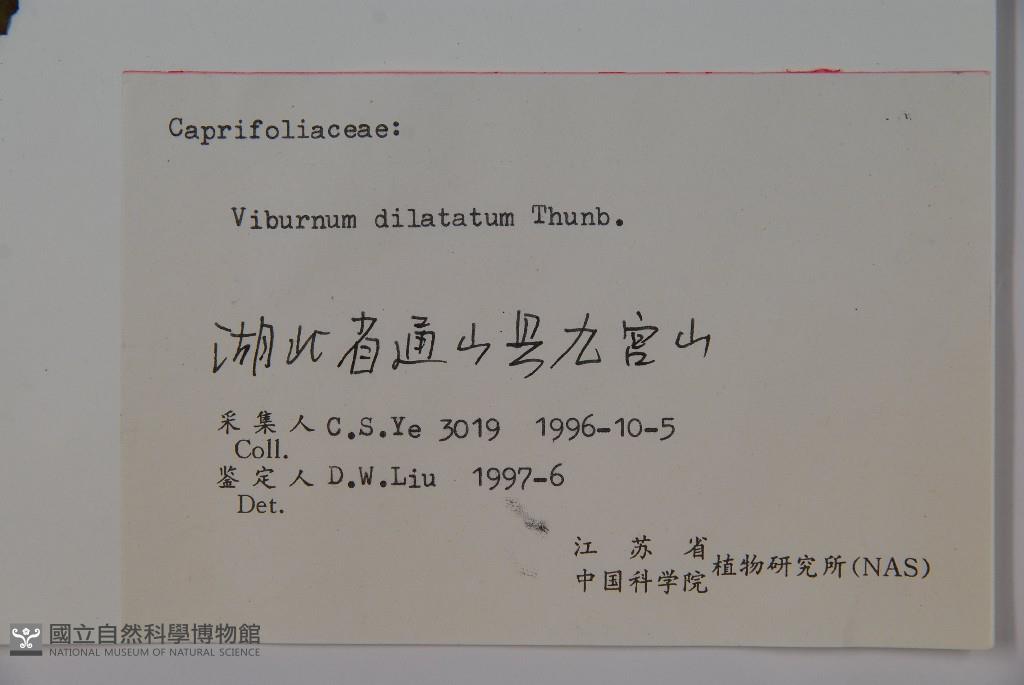 Caprifoliaceae:
Viburnum dilatatum Thunb.
湖北省通山县九宫山
采集人 C.S.Ye 3019 1996-10-5
Coll.
鉴定人 D.W.Liu 1997-6
Det.
江苏省
中国科学院 植物研究所(NAS)
國立自然科學博物館
NATIONAL MUSEUM OF NATURAL SCIENCE